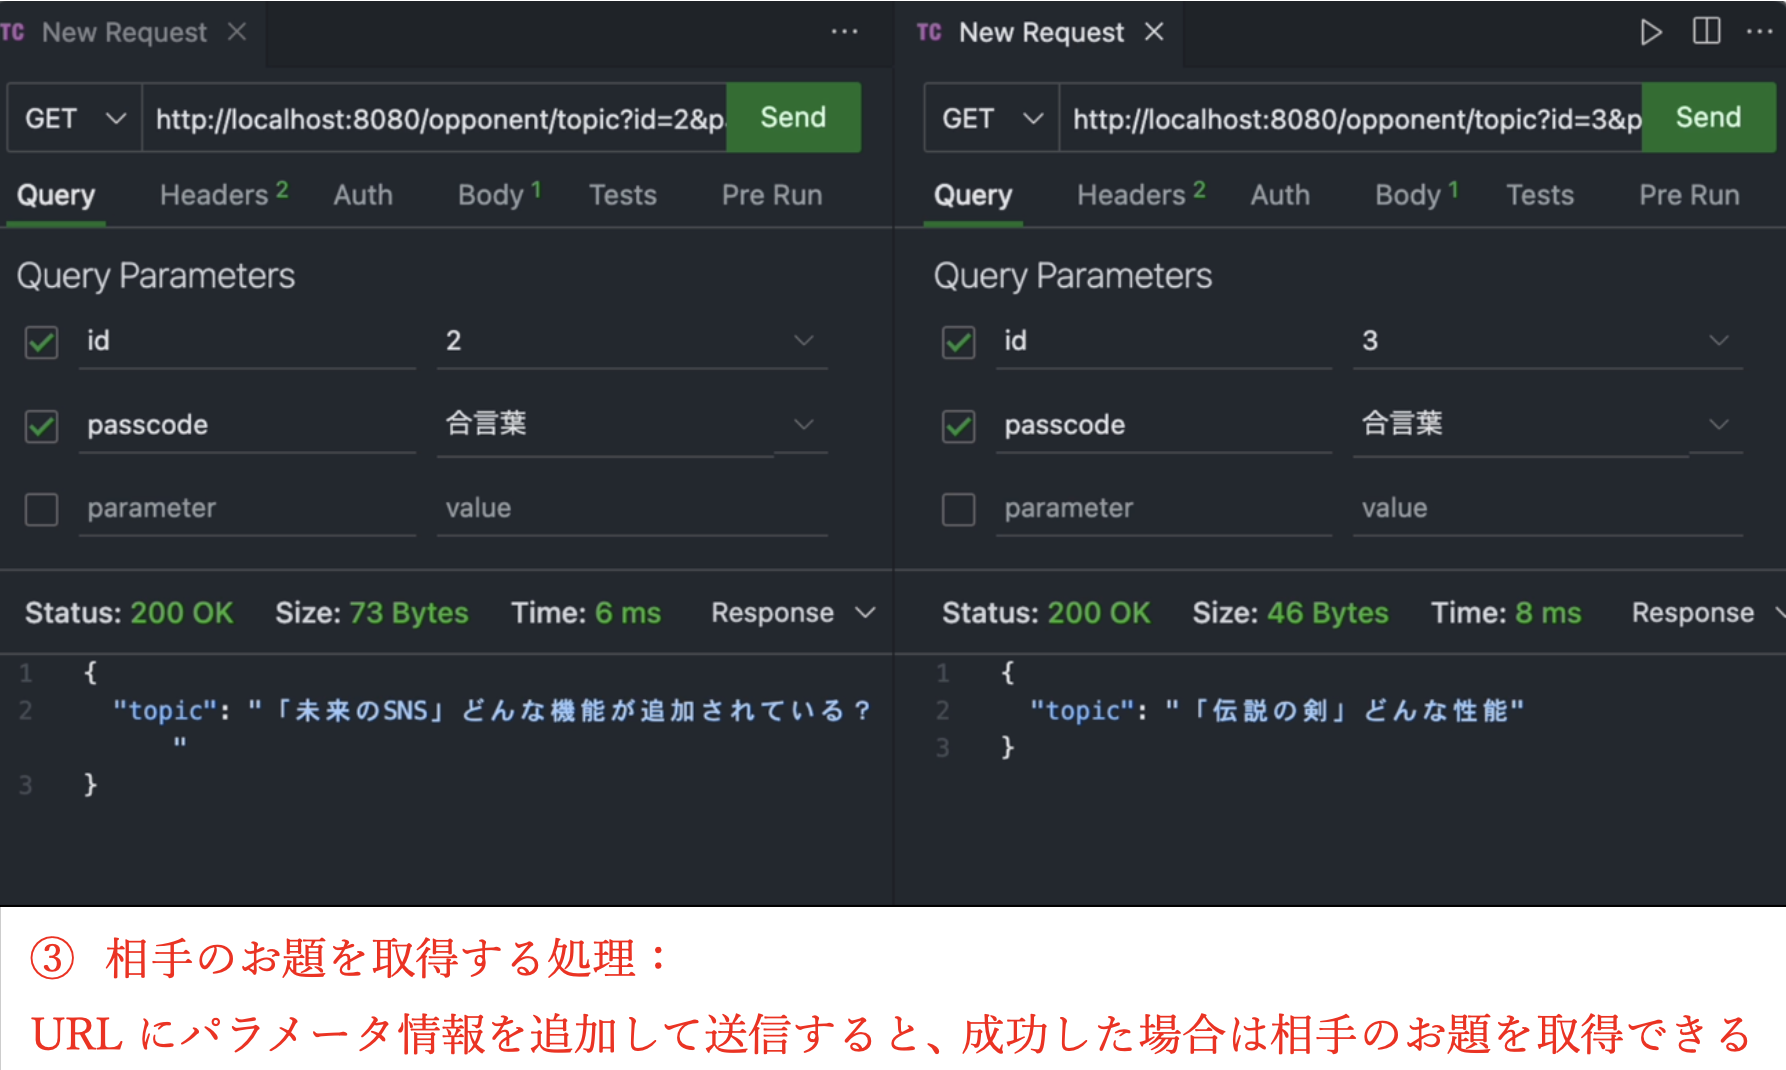 TC New Request × ···
GET http://localhost:8080/opponent/topic?id=2&p Send
Query Headers 2 Auth Body 1 Tests Pre Run
Query Parameters
id 2
passcode 合言葉
parameter value
Status: 200 OK Size: 73 Bytes Time: 6 ms Response
1 {
2 "topic": "「未来のSNS」どんな機能が追加されている？
"
3 }
TC New Request × ···
GET http://localhost:8080/opponent/topic?id=3&p Send
Query Headers 2 Auth Body 1 Tests Pre Run
Query Parameters
id 3
passcode 合言葉
parameter value
Status: 200 OK Size: 46 Bytes Time: 8 ms Response
1 {
2 "topic": "「伝説の剣」どんな性能"
3 }
③ 相手のお題を取得する処理：
URL にパラメータ情報を追加して送信すると、成功した場合は相手のお題を取得できる